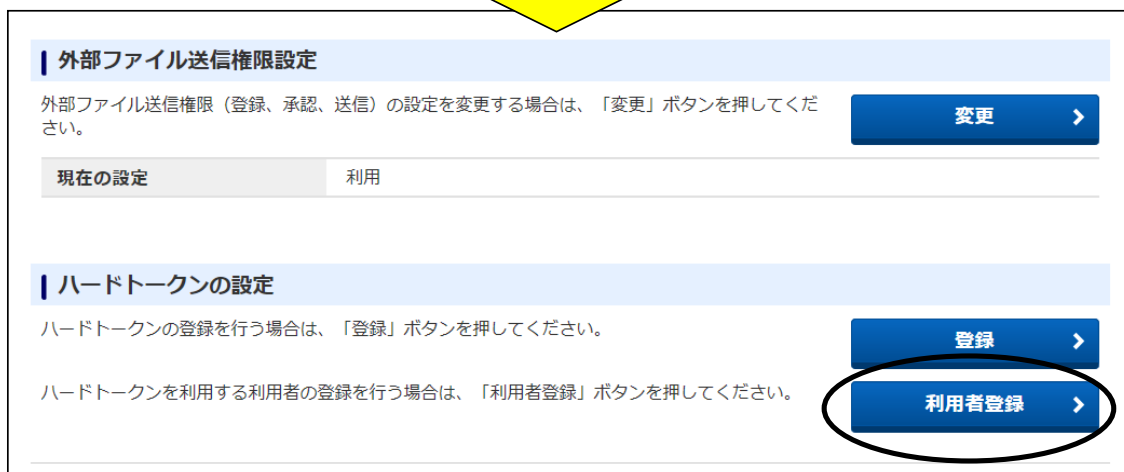 外部ファイル送信権限設定
外部ファイル送信権限（登録、承認、送信）の設定を変更する場合は、「変更」ボタンを押してくだ
さい。
変更
現在の設定 利用
ハードトークンの設定
ハードトークンの登録を行う場合は、「登録」ボタンを押してください。
登録
ハードトークンを利用する利用者の登録を行う場合は、「利用者登録」ボタンを押してください。
利用者登録